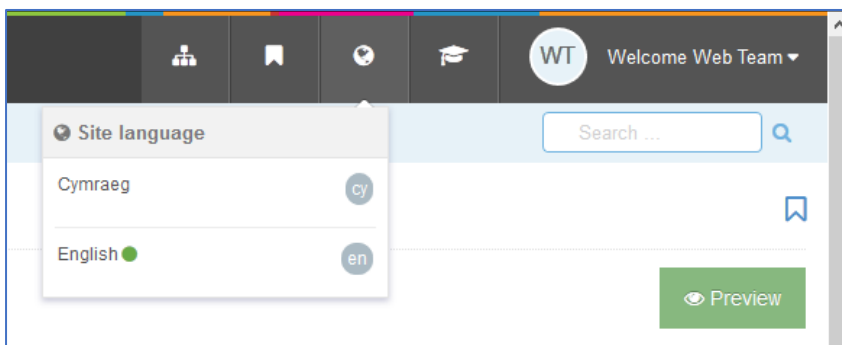 WT Welcome Web Team
Site language
Search ...
Cymraeg cy
English en
Preview